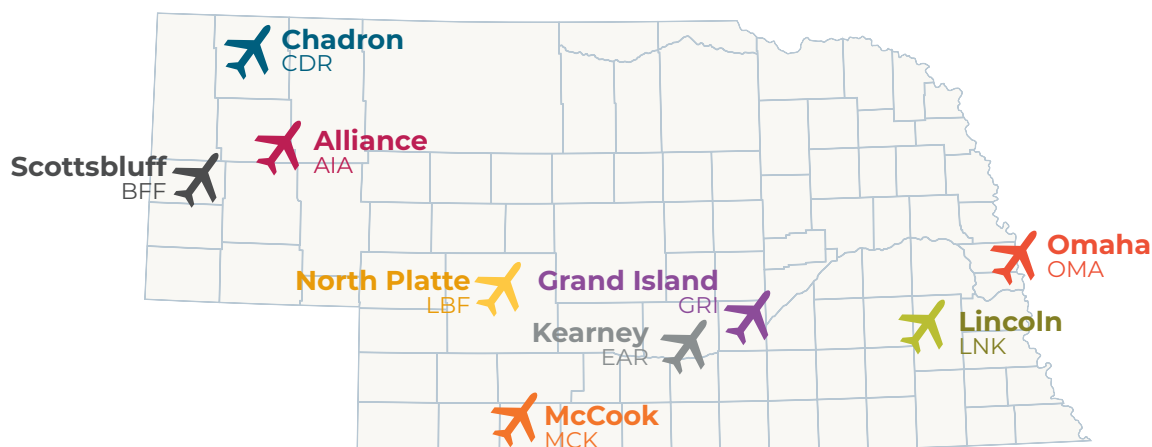 Chadron
CDR
Alliance
AIA
Scottsbluff
BFF
Omaha
OMA
North Platte
LBF
Grand Island
GRI
Kearney
EAR
Lincoln
LNK
McCook
MCK